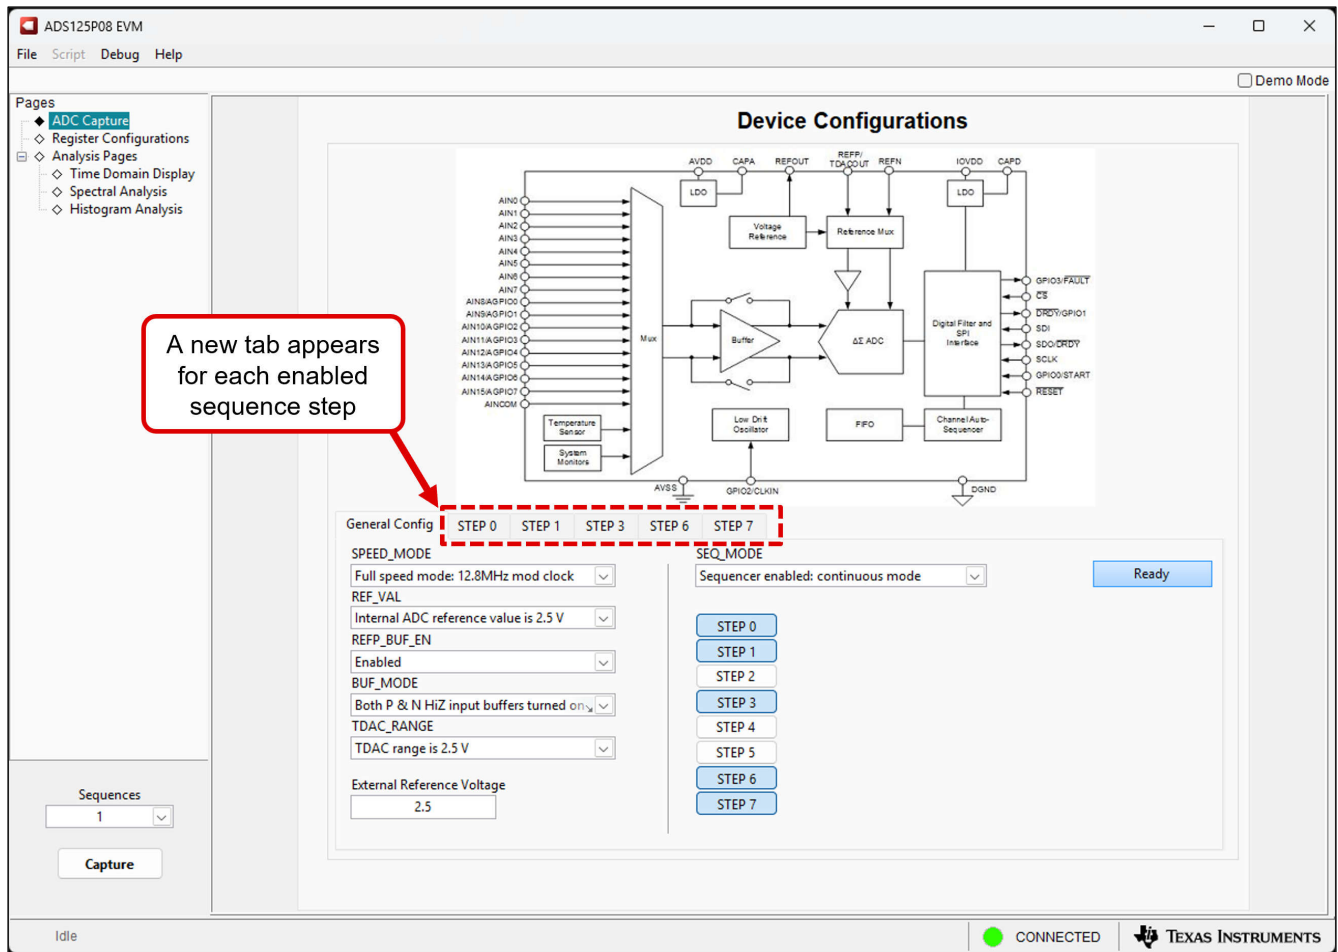 ADS125P08 EVM
File Script Debug Help
Demo Mode
Pages
ADC Capture
Register Configurations
Analysis Pages
Time Domain Display
Spectral Analysis
Histogram Analysis
Device Configurations
AVDD CAPA REFOUT REFP/TDACOUT REFN IOVDD CAPD
LDO
LDO
AIN0
AIN1
AIN2
AIN3
AIN4
AIN5
AIN6
AIN7
AIN8/AGPIO0
AIN9/AGPIO1
AIN10/AGPIO2
AIN11/AGPIO3
AIN12/AGPIO4
AIN13/AGPIO5
AIN14/AGPIO6
AIN15/AGPIO7
AINCOM
Voltage
Reference
Reference Mux
Mux
Buffer
ΔΣ ADC
Digital Filter and
SPI
Interface
GPIO3/FAULT
CS
DRDY/GPIO1
SDI
SDO/DRDY
SCLK
GPIO0/START
RESET
Temperature
Sensor
System
Monitors
Low Drift
Oscillator
FIFO
Channel Auto-
Sequencer
AVSS
GPIO2/CLKIN
DGND
A new tab appears
for each enabled
sequence step
General Config STEP 0 STEP 1 STEP 3 STEP 6 STEP 7
SPEED_MODE
Full speed mode: 12.8MHz mod clock
REF_VAL
Internal ADC reference value is 2.5 V
REFP_BUF_EN
Enabled
BUF_MODE
Both P & N HiZ input buffers turned on
TDAC_RANGE
TDAC range is 2.5 V
External Reference Voltage
2.5
SEQ_MODE
Sequencer enabled: continuous mode
STEP 0
STEP 1
STEP 2
STEP 3
STEP 4
STEP 5
STEP 6
STEP 7
Ready
Sequences
1
Capture
Idle
CONNECTED
TEXAS INSTRUMENTS